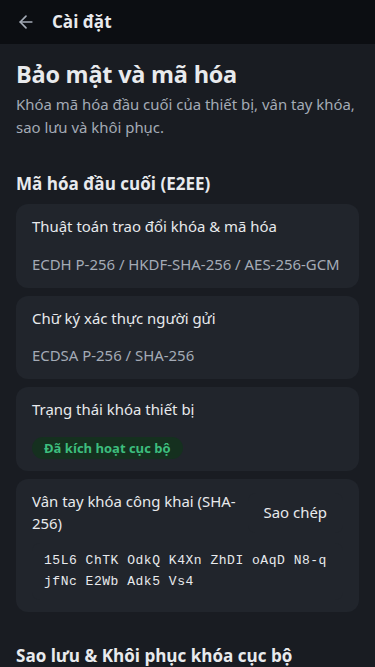 Cài đặt
Bảo mật và mã hóa
Khóa mã hóa đầu cuối của thiết bị, vân tay khóa,
sao lưu và khôi phục.
Mã hóa đầu cuối (E2EE)
Thuật toán trao đổi khóa & mã hóa
ECDH P-256 / HKDF-SHA-256 / AES-256-GCM
Chữ ký xác thực người gửi
ECDSA P-256 / SHA-256
Trạng thái khóa thiết bị
Đã kích hoạt cục bộ
Vân tay khóa công khai (SHA-
256)
Sao chép
15L6 ChTK OdkQ K4Xn ZhDI oAqD N8-q
jfNc E2Wb Adk5 Vs4
Sao lưu & Khôi phục khóa cục bộ